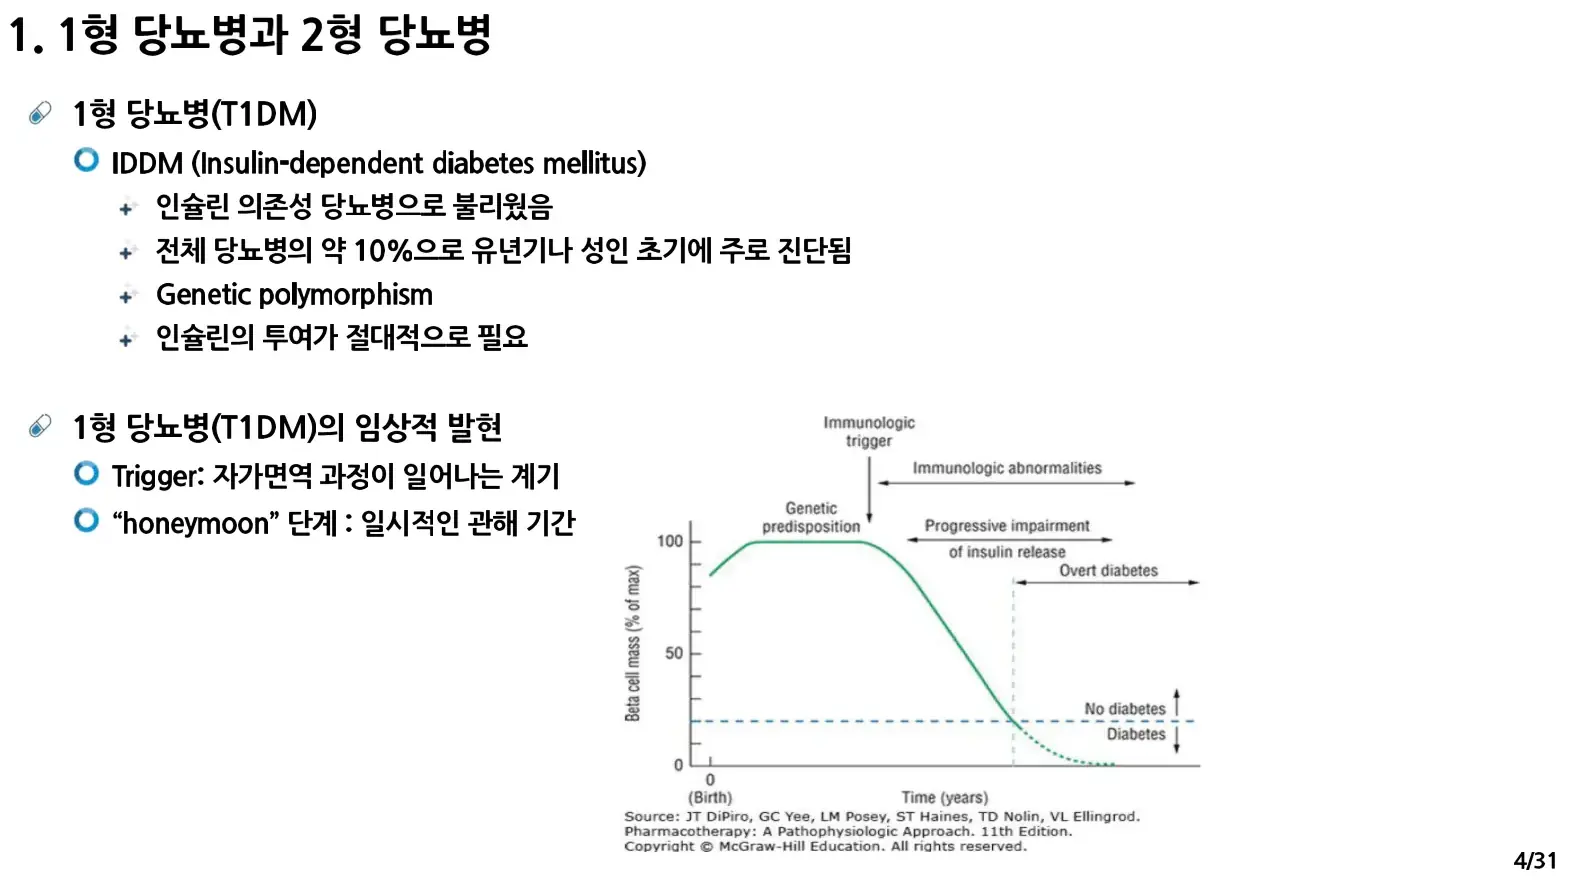 1. 1형 당뇨병과 2형 당뇨병
1형 당뇨병(T1DM)
IDDM (Insulin-dependent diabetes mellitus)
인슐린 의존성 당뇨병으로 불리웠음
전체 당뇨병의 약 10%으로 유년기나 성인 초기에 주로 진단됨
Genetic polymorphism
인슐린의 투여가 절대적으로 필요
1형 당뇨병(T1DM)의 임상적 발현
Trigger: 자가면역 과정이 일어나는 계기
“honeymoon” 단계 : 일시적인 관해 기간
Immunologic
trigger
Immunologic abnormalities
Genetic
predisposition
Progressive impairment
of insulin release
Overt diabetes
Beta cell mass (% of max)
100
50
0
No diabetes
Diabetes
0
(Birth)
Time (years)
Source: JT DiPiro, GC Yee, LM Posey, ST Haines, TD Nolin, VL Ellingrod.
Pharmacotherapy: A Pathophysiologic Approach. 11th Edition.
Copyright © McGraw-Hill Education. All rights reserved.
4/31